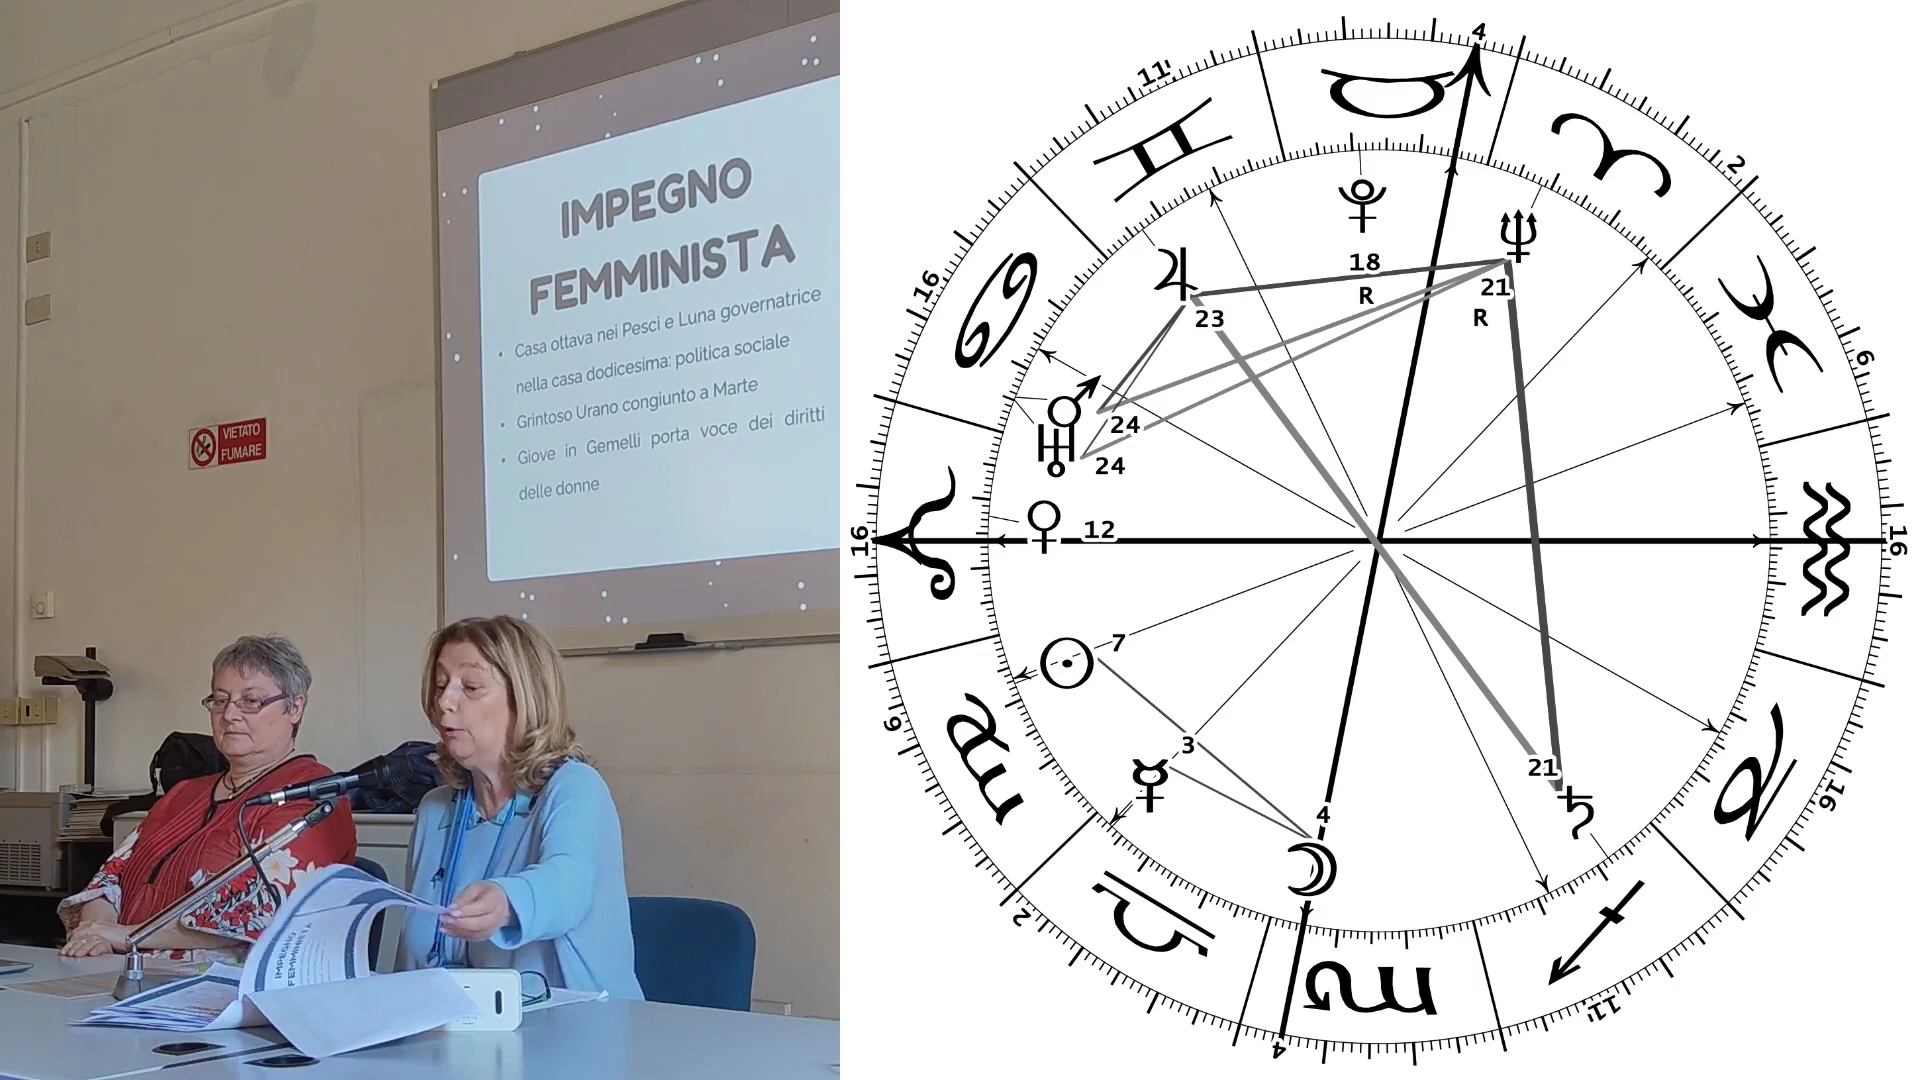 IMPEGNO
FEMMINISTA
• Casa ottava nei Pesci e Luna governatrice
nella casa dodicesima: politica sociale
• Grintoso Urano congiunto a Marte
• Giove in Gemelli porta voce dei diritti
delle donne
VIETATO
FUMARE
IMPEGNO
FEMMINISTA
4
11'
2
16
18
R
21
R
23
6
24
24
16
12
16
7
9
3
21
16
4
2
11'
4